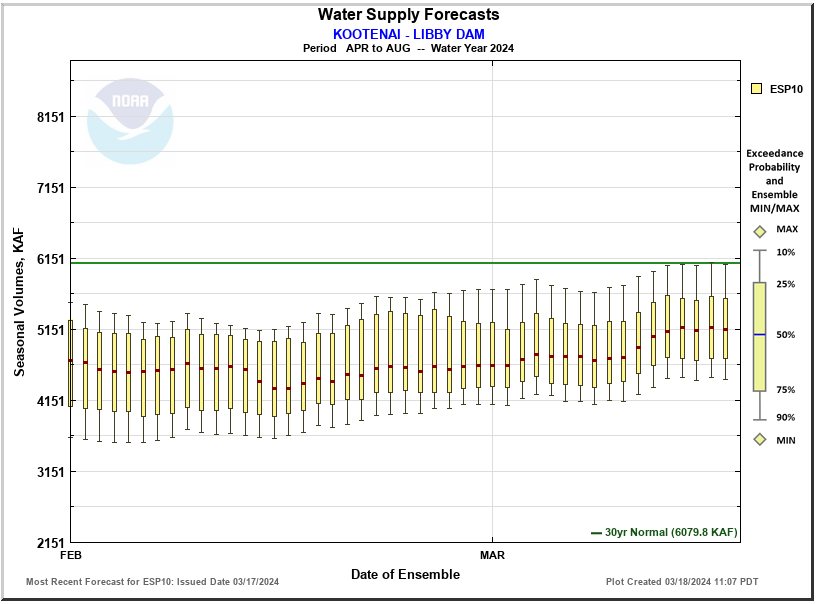 Water Supply Forecasts
KOOTENAI - LIBBY DAM
Period   APR to AUG  --  Water Year 2024
NOAA
ESP10
8151
7151
6151
5151
4151
3151
2151
Seasonal Volumes, KAF
Exceedance
Probability
and
Ensemble
MIN/MAX
MAX
10%
25%
50%
75%
90%
MIN
30yr Normal (6079.8 KAF)
FEB
MAR
Date of Ensemble
Most Recent Forecast for ESP10: Issued Date 03/17/2024
Plot Created 03/18/2024 11:07 PDT